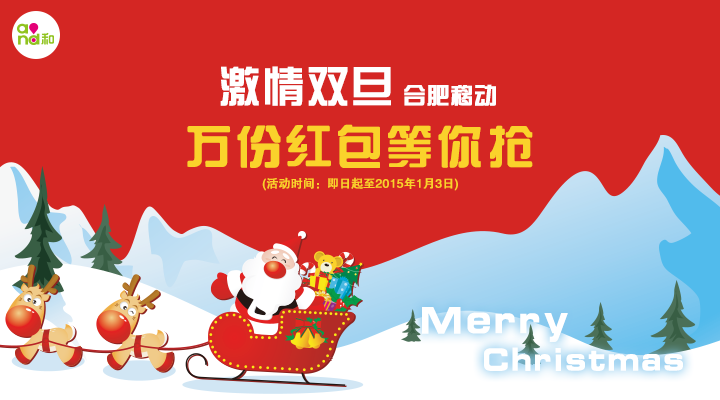 and和
激情双旦 合肥移动
万份红包等你抢
(活动时间：即日起至2015年1月3日)
Merry
Christmas